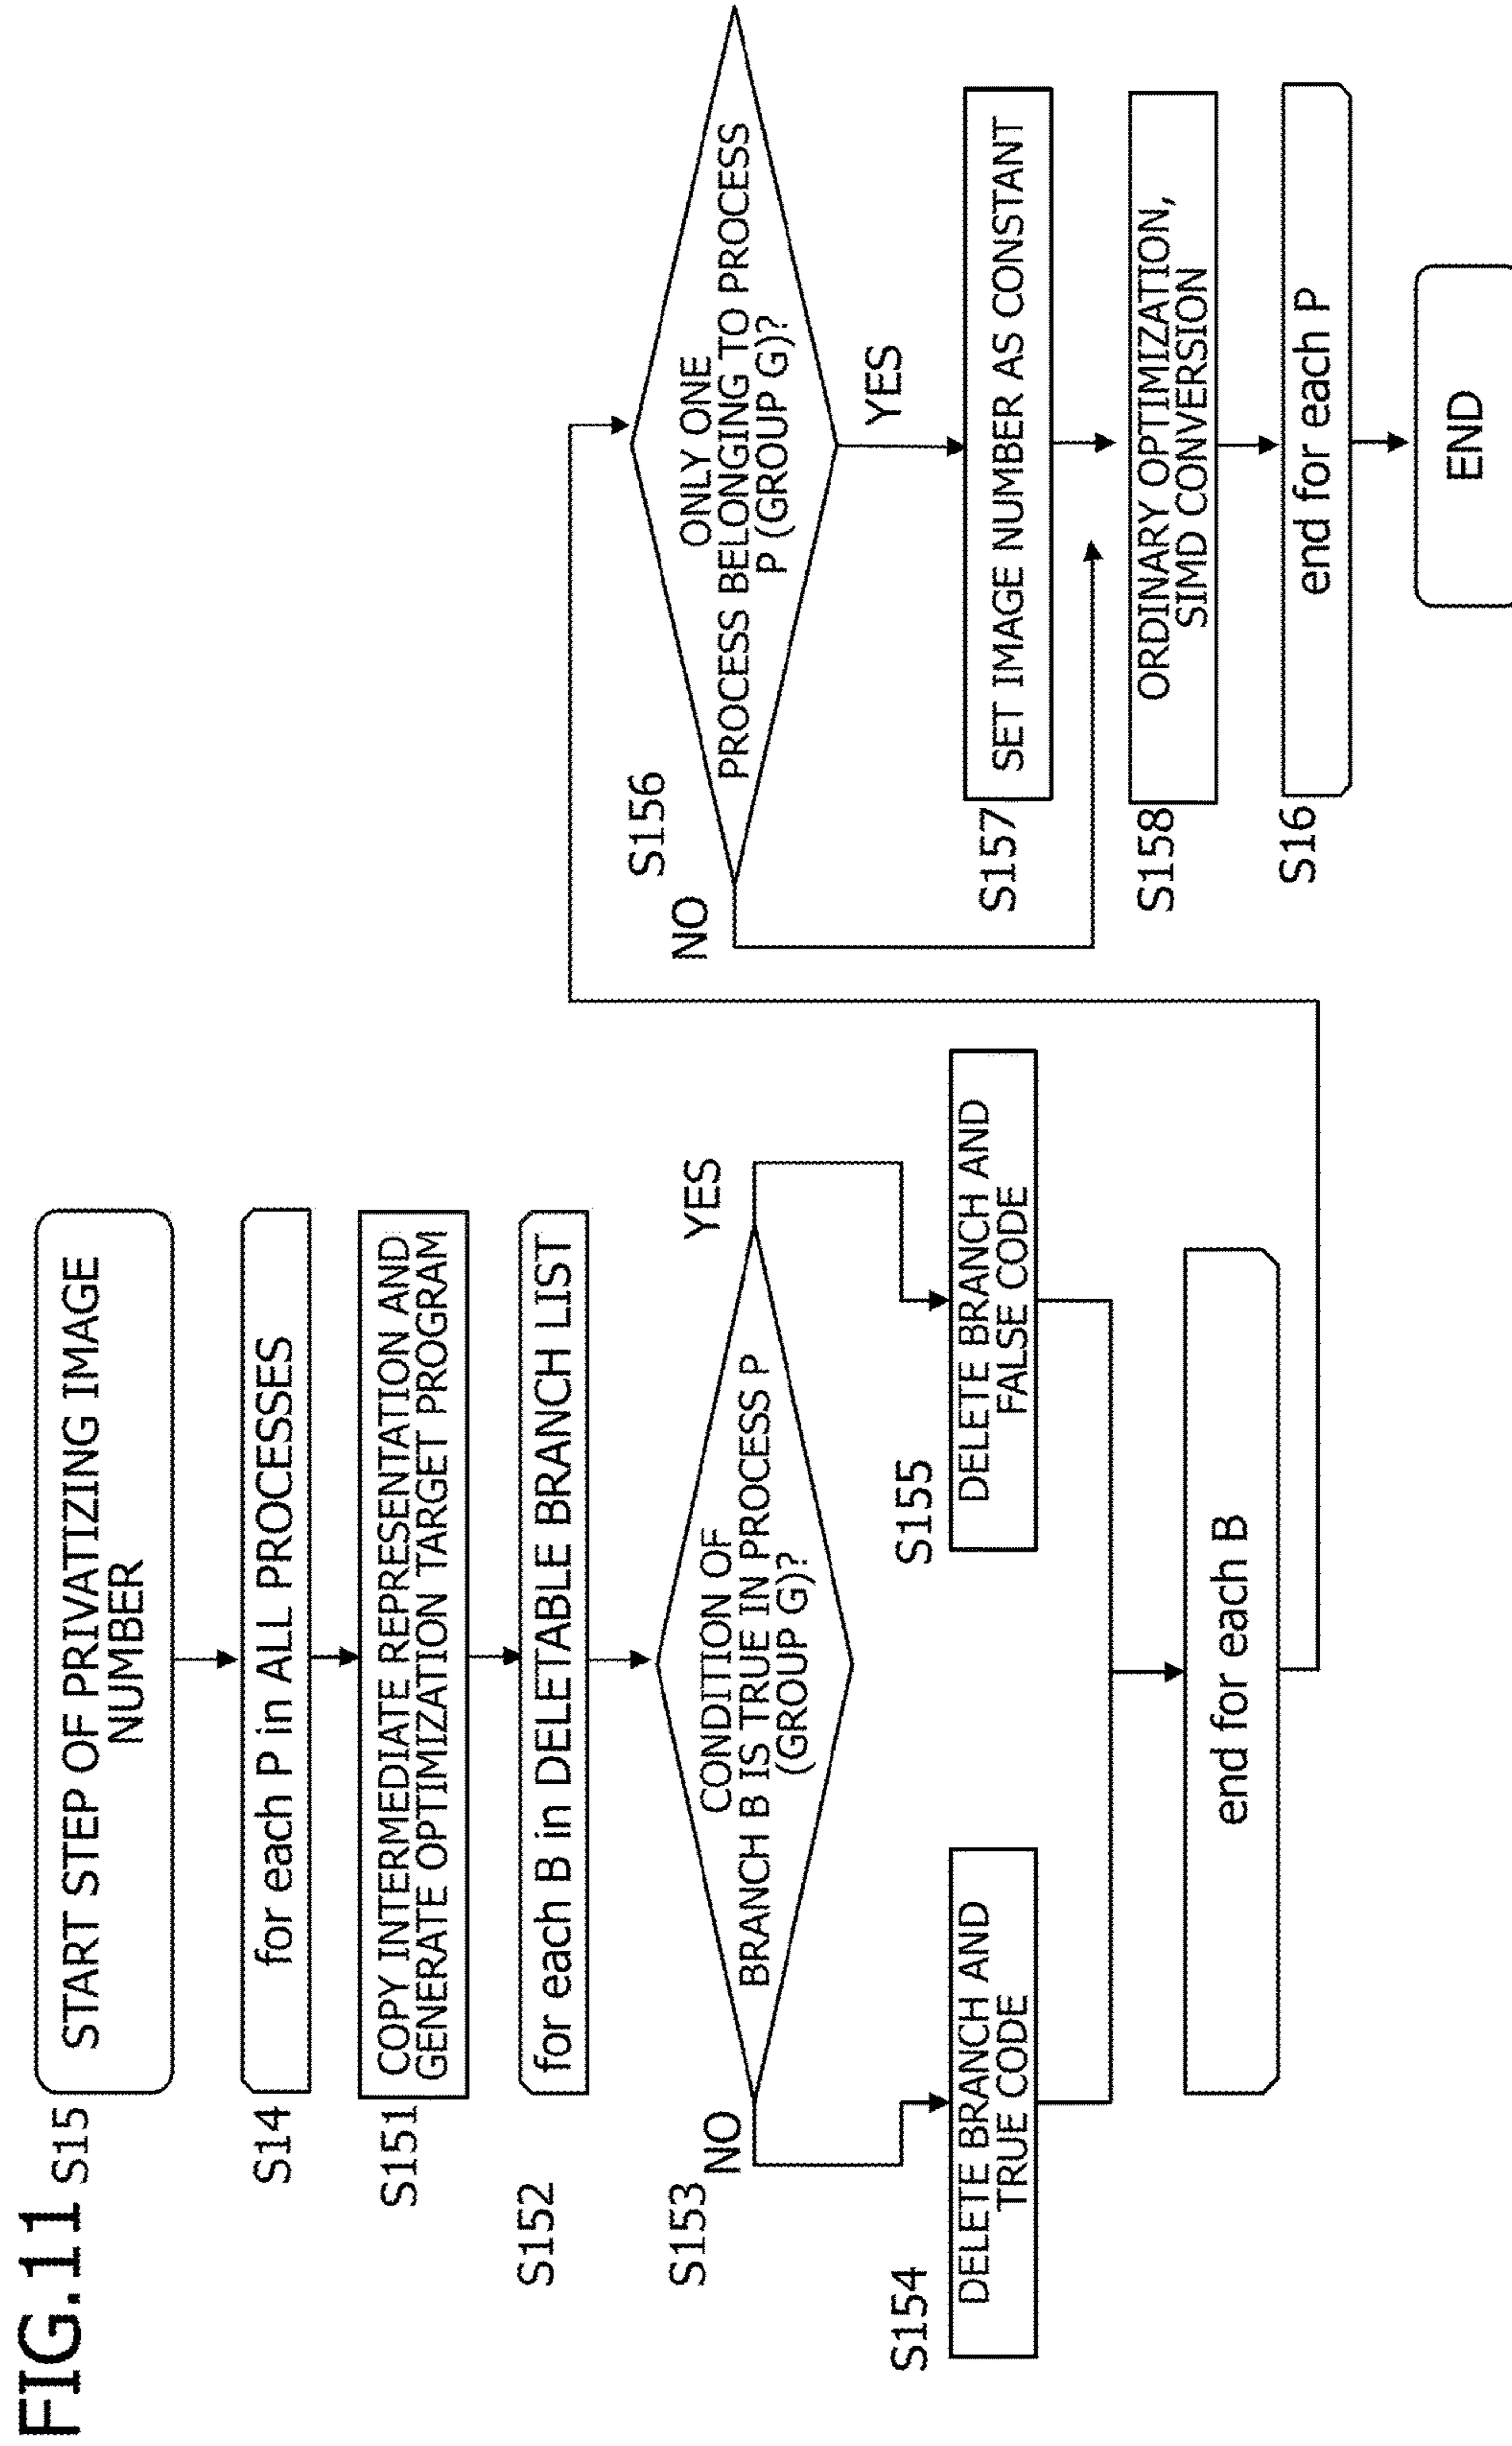 FIG.11
S15
START STEP OF PRIVATIZING IMAGE
NUMBER
S14
for each P in ALL PROCESSES
S151
COPY INTERMEDIATE REPRESENTATION AND
GENERATE OPTIMIZATION TARGET PROGRAM
S152
for each B in DELETABLE BRANCH LIST
S153
CONDITION OF
BRANCH B IS TRUE IN PROCESS P
(GROUP G)?
NO
YES
S154
DELETE BRANCH AND
TRUE CODE
S155
DELETE BRANCH AND
FALSE CODE
end for each B
S156
ONLY ONE
PROCESS BELONGING TO PROCESS
P (GROUP G)?
NO
YES
S157
SET IMAGE NUMBER AS CONSTANT
S158
ORDINARY OPTIMIZATION,
SIMD CONVERSION
S16
end for each P
END